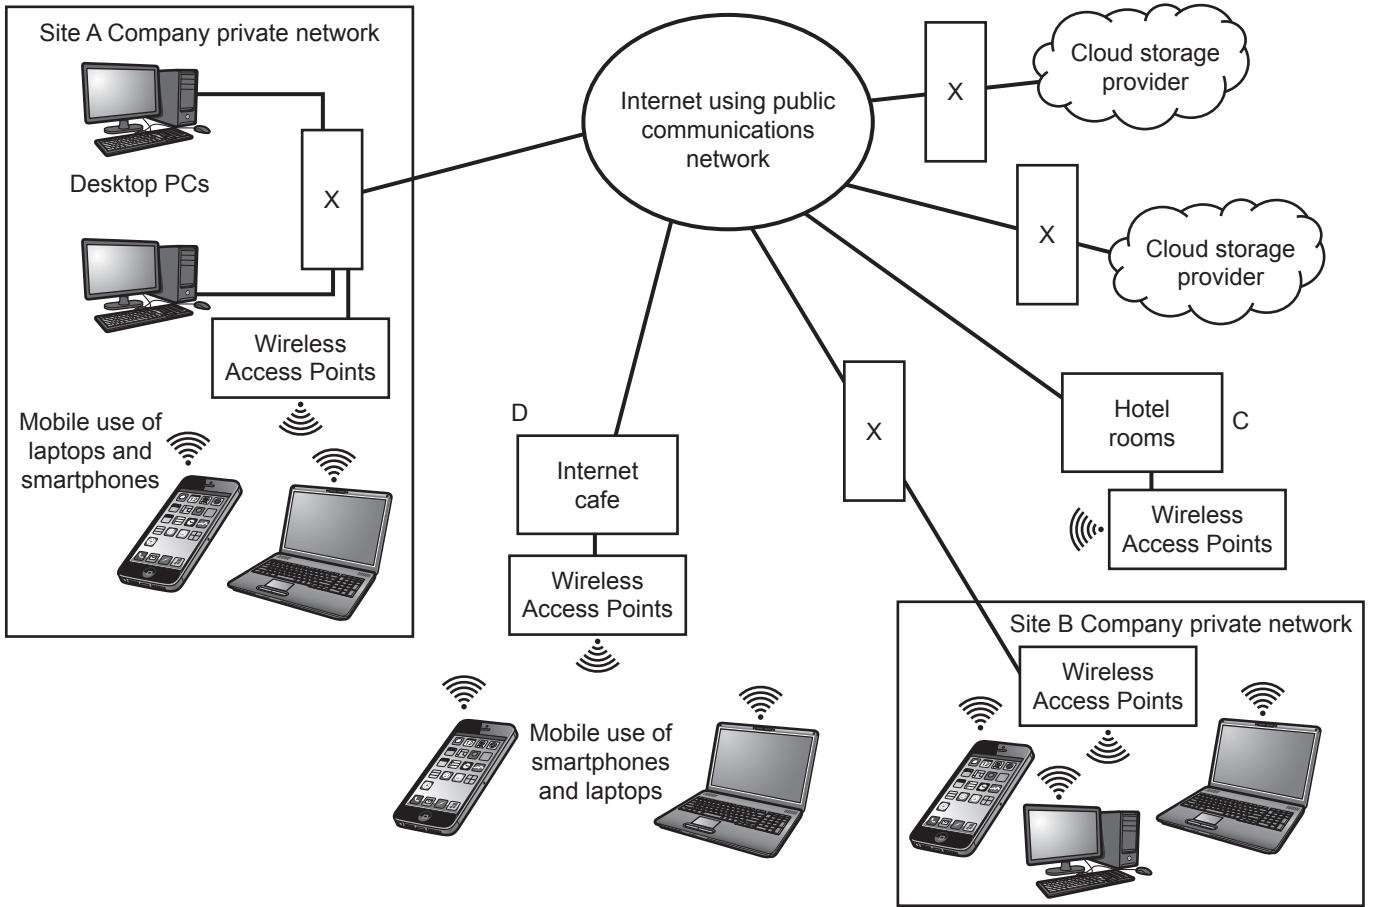 Site A Company private network
Desktop PCs
X
Wireless
Access Points
Mobile use of
laptops and
smartphones
Internet using public
communications
network
X
Cloud storage
provider
X
Cloud storage
provider
D
Internet
cafe
Wireless
Access Points
Mobile use of
smartphones
and laptops
X
Hotel
rooms
C
Wireless
Access Points
Site B Company private network
Wireless
Access Points